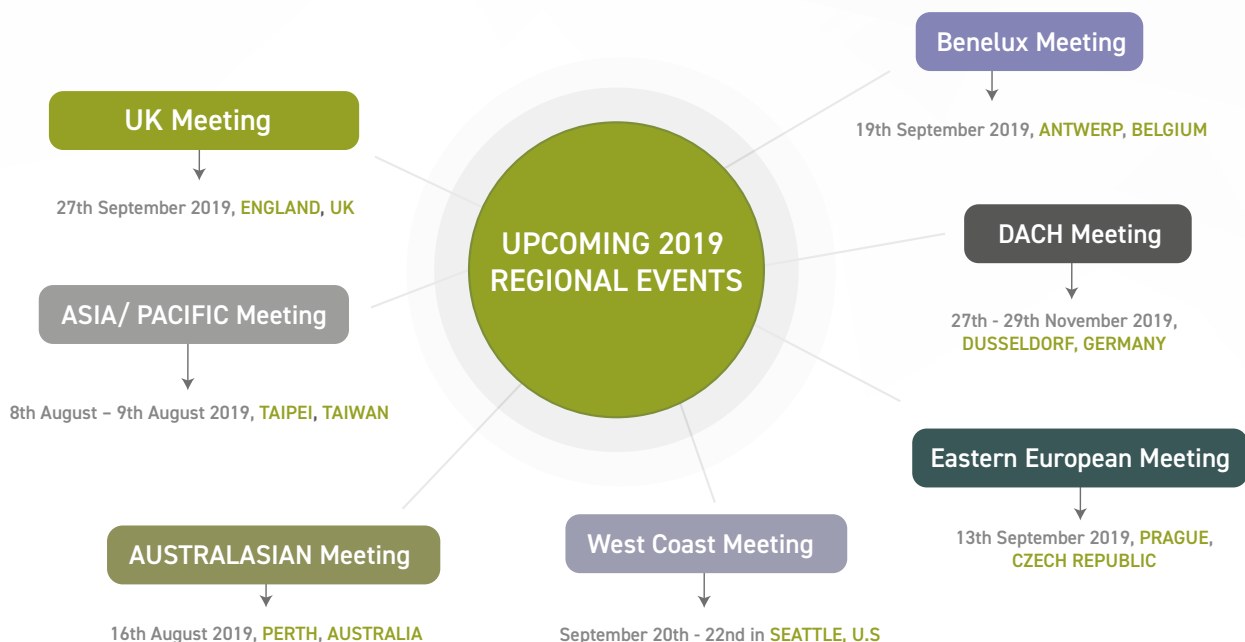 UPCOMING 2019
REGIONAL EVENTS
Benelux Meeting
19th September 2019, ANTWERP, BELGIUM
DACH Meeting
27th - 29th November 2019,
DUSSELDORF, GERMANY
Eastern European Meeting
13th September 2019, PRAGUE,
CZECH REPUBLIC
West Coast Meeting
September 20th - 22nd in SEATTLE, U.S
AUSTRALASIAN Meeting
16th August 2019, PERTH, AUSTRALIA
ASIA/ PACIFIC Meeting
8th August – 9th August 2019, TAIPEI, TAIWAN
UK Meeting
27th September 2019, ENGLAND, UK